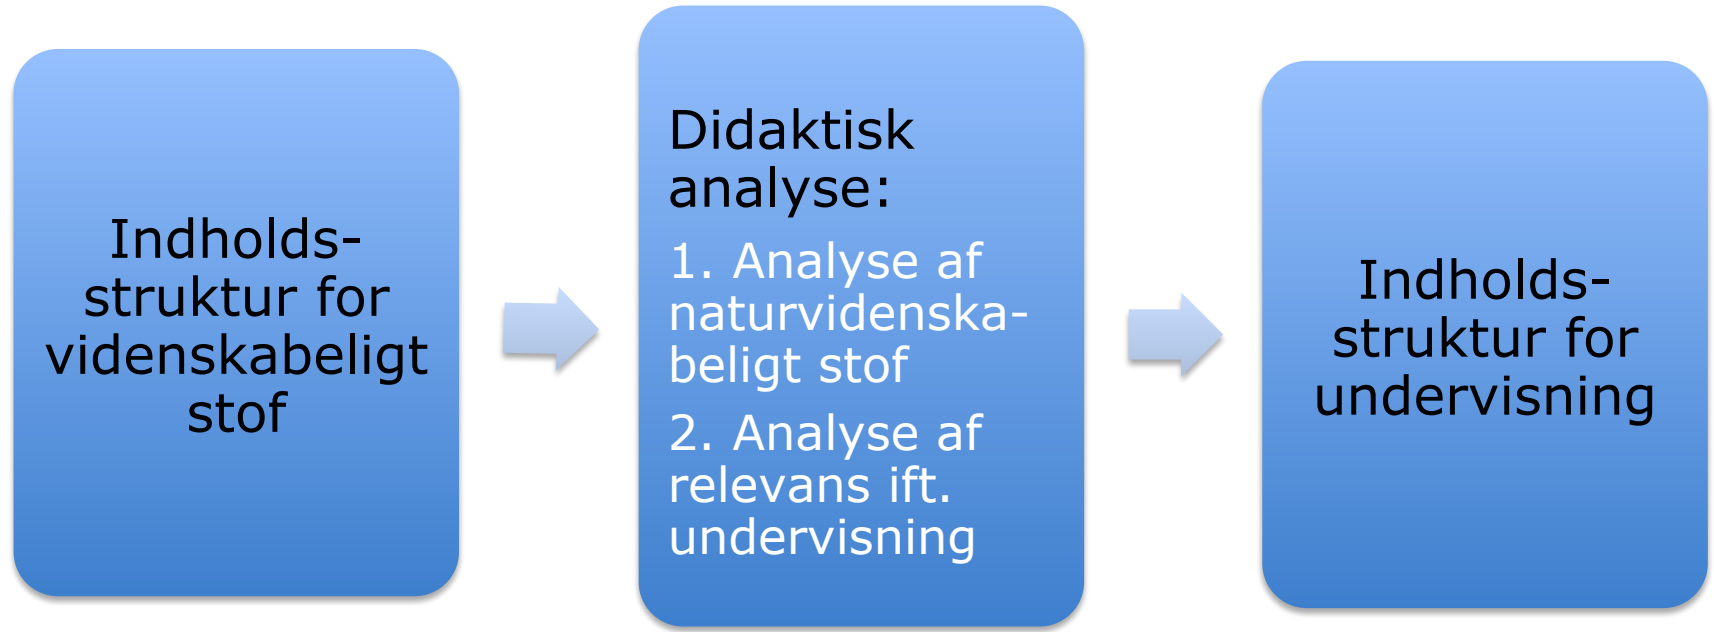 Indholds-
struktur for
videnskabeligt
stof
Didaktisk
analyse:
1. Analyse af
naturvidenska-
beligt stof
2. Analyse af
relevans ift.
undervisning
Indholds-
struktur for
undervisning